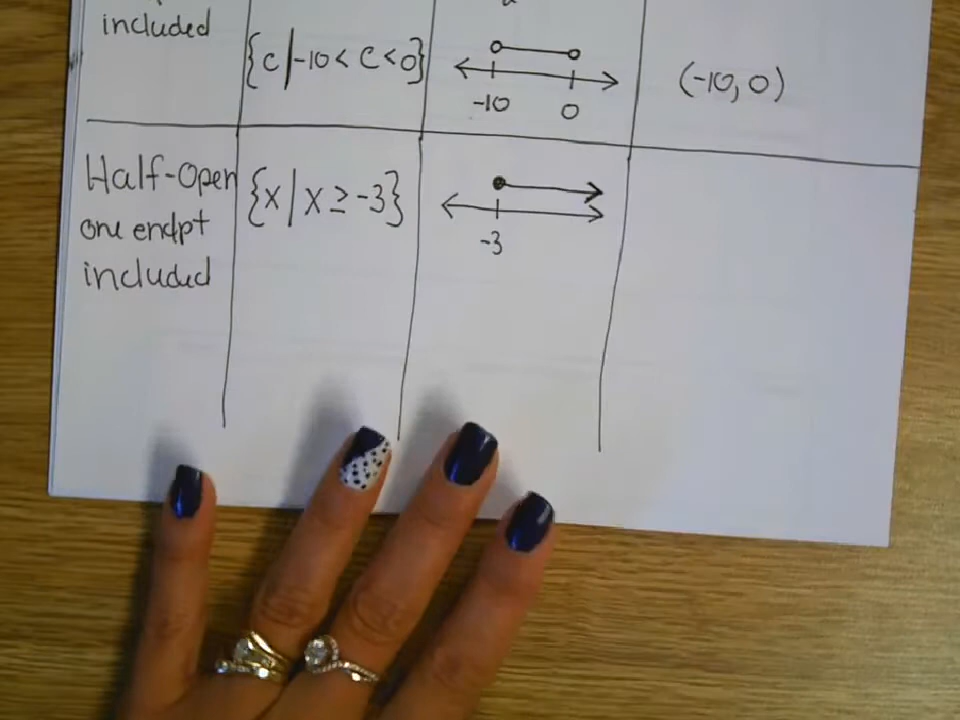 included
{c|-10 < c < 0}
-10 0
(-10, 0)
Half-Open
one endpt
included
{x | x ≥ -3}
-3